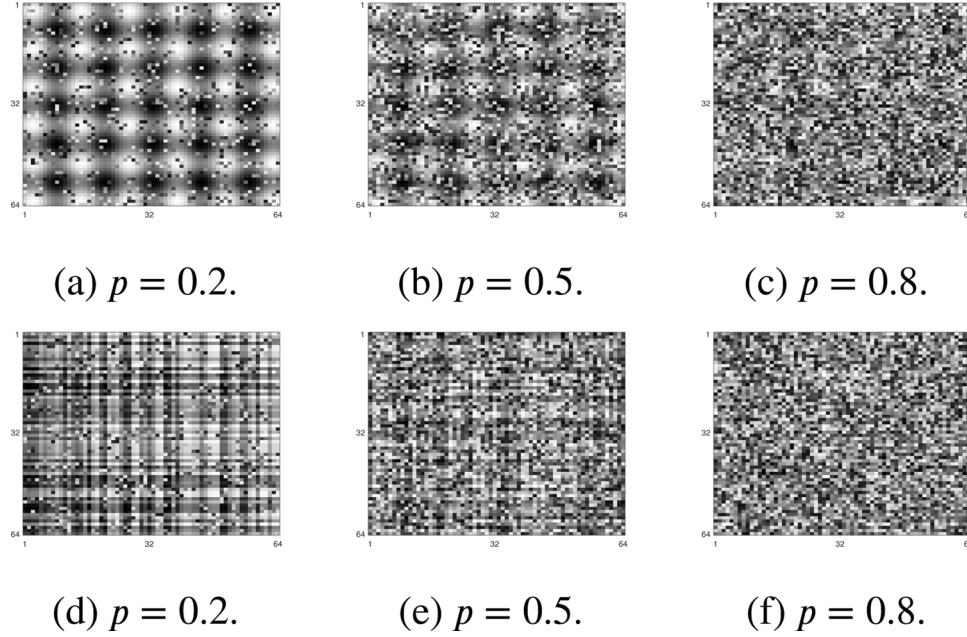 1 1 1
32 32 32
64 64 64
1 32 64 1 32 64 1 32
(a) p = 0.2. (b) p = 0.5. (c) p = 0.8.
1 1 1
32 32 32
64 64 64
1 32 64 1 32 64 1 32
(d) p = 0.2. (e) p = 0.5. (f) p = 0.8.